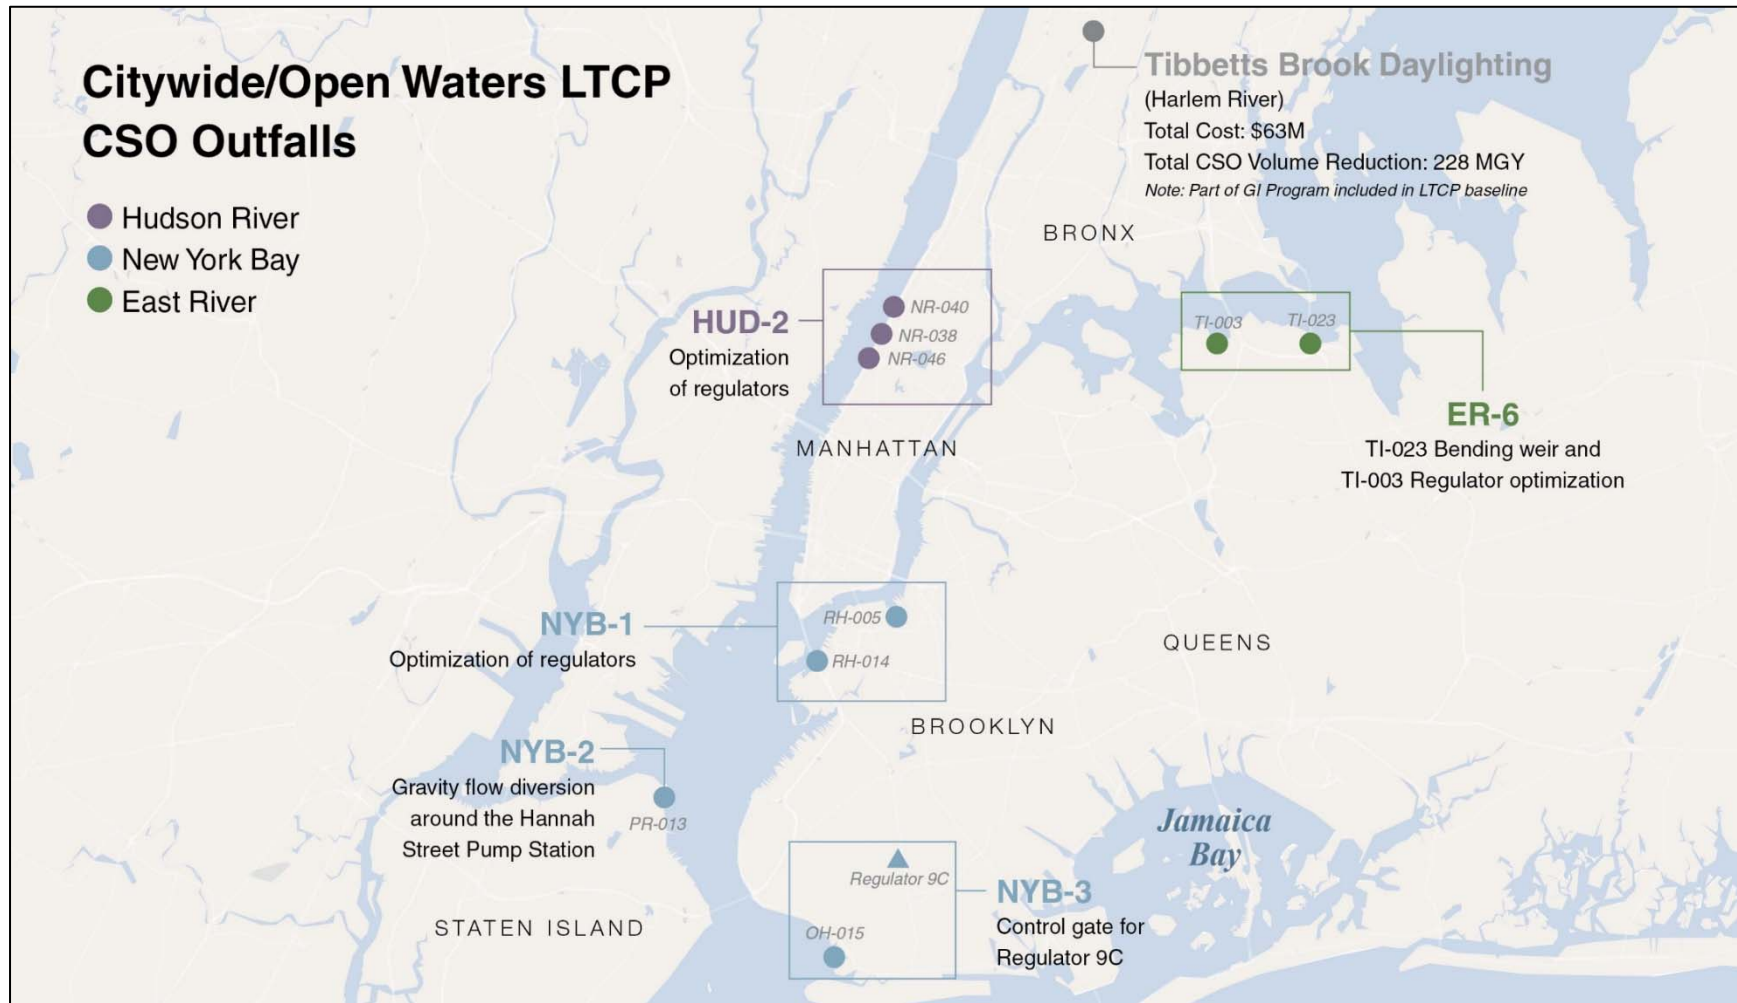 Citywide/Open Waters LTCP
CSO Outfalls
Hudson River
New York Bay
East River
Tibbetts Brook Daylighting
(Harlem River)
Total Cost: $63M
Total CSO Volume Reduction: 228 MGY
Note: Part of GI Program included in LTCP baseline
BRONX
HUD-2
Optimization
of regulators
NR-040
NR-038
NR-046
TI-003
TI-023
ER-6
TI-023 Bending weir and
TI-003 Regulator optimization
MANHATTAN
NYB-1
Optimization of regulators
RH-005
RH-014
QUEENS
BROOKLYN
NYB-2
Gravity flow diversion
around the Hannah
Street Pump Station
PR-013
Jamaica
Bay
Regulator 9C
OH-015
NYB-3
Control gate for
Regulator 9C
STATEN ISLAND